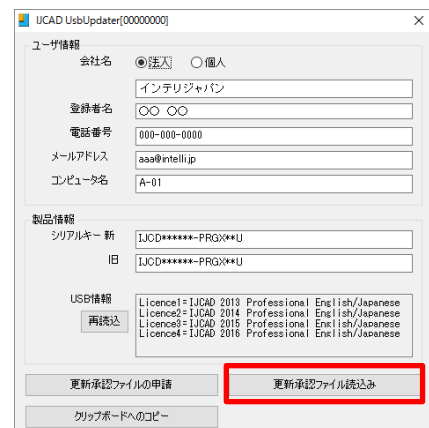 IJCAD UsbUpdater[00000000]
ユーザ情報
会社名 法人 個人
インテリジャパン
登録者名 〇〇 〇〇
電話番号 000-000-0000
メールアドレス aaa@intelli.jp
コンピュータ名 A-01
製品情報
シリアルキー 新 IJCD******-PRGX**U
旧 IJCD******-PRGX**U
USB情報
再読込
Licence1=IJCAD 2013 Professional English/Japanese
Licence2=IJCAD 2014 Professional English/Japanese
Licence3=IJCAD 2015 Professional English/Japanese
Licence4=IJCAD 2016 Professional English/Japanese
更新承認ファイルの申請 更新承認ファイル読込み
クリップボードへのコピー